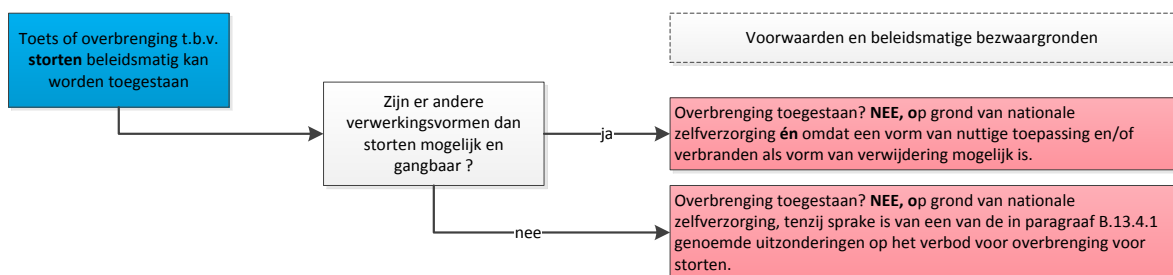 Toets of overbrenging t.b.v.
storten beleidsmatig kan
worden toegestaan
Voorwaarden en beleidsmatige bezwaargronden
Zijn er andere
verwerkingsvormen dan
storten mogelijk en
gangbaar ?
ja
Overbrenging toegestaan? NEE, op grond van nationale
zelfverzorging én omdat een vorm van nuttige toepassing en/of
verbranden als vorm van verwijdering mogelijk is.
nee
Overbrenging toegestaan? NEE, op grond van nationale
zelfverzorging, tenzij sprake is van een van de in paragraaf B.13.4.1
genoemde uitzonderingen op het verbod voor overbrenging voor
storten.